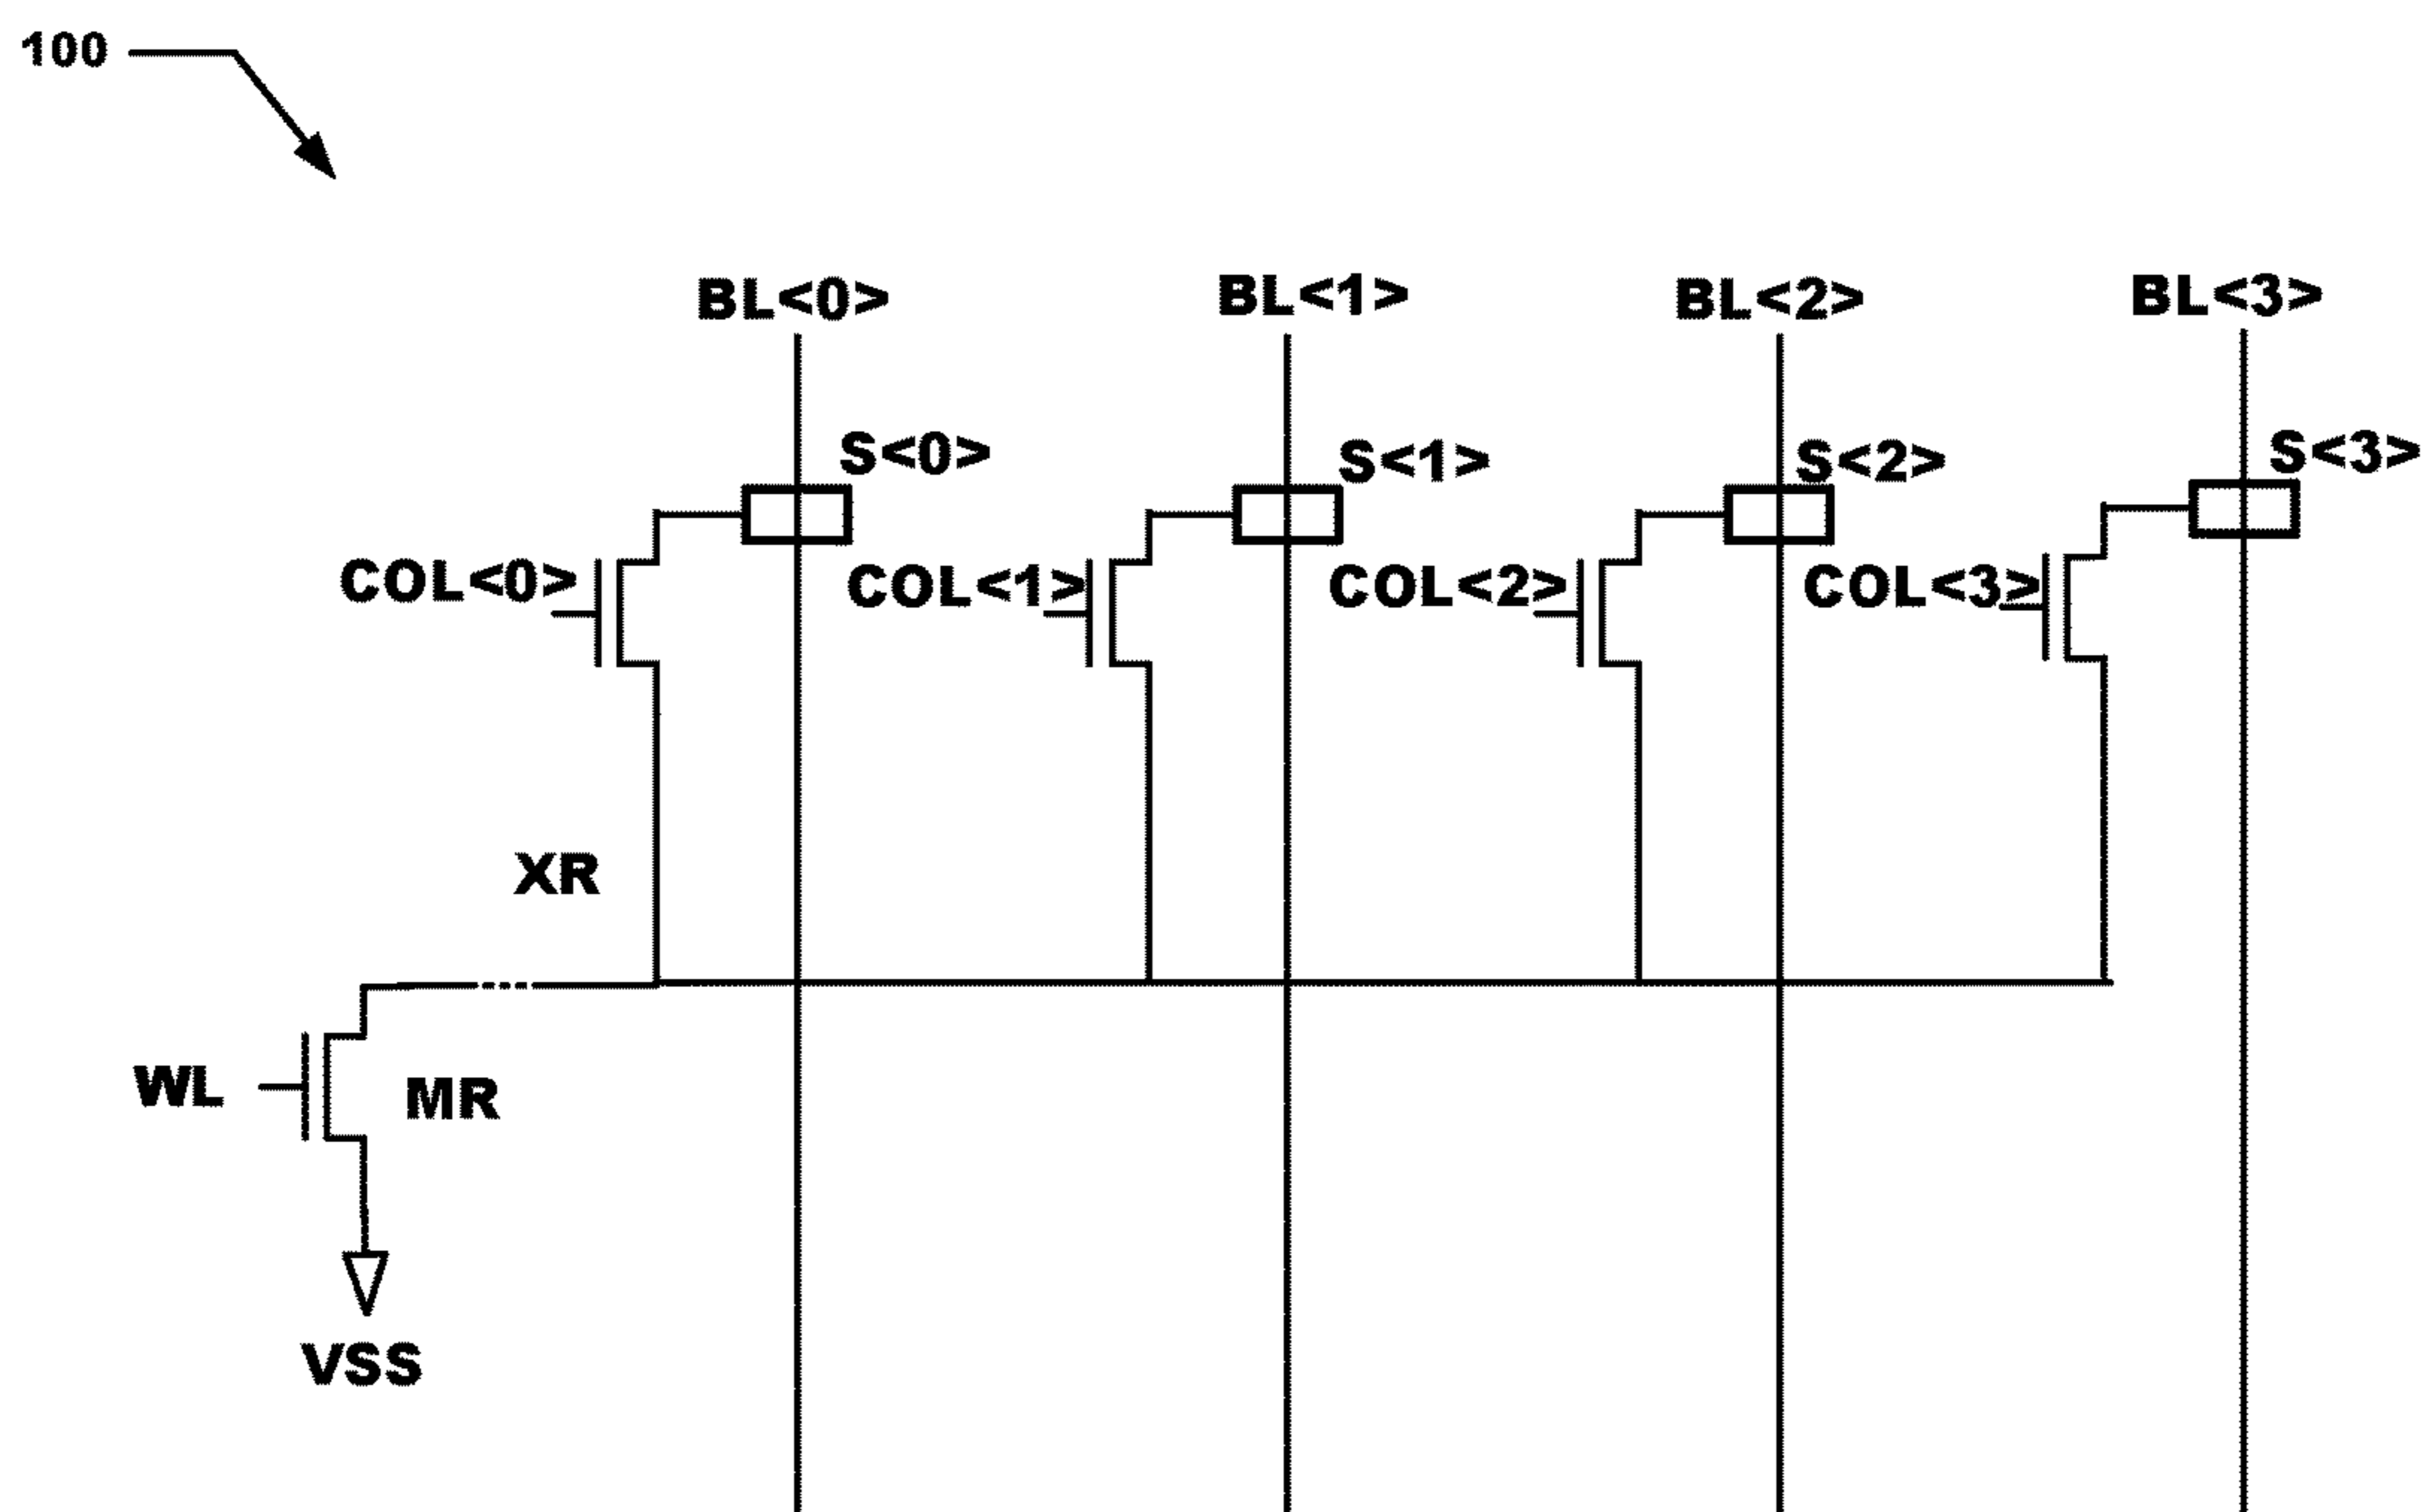 100
BL<0> BL<1> BL<2> BL<3>
S<0> S<1> S<2> S<3>
COL<0> COL<1> COL<2> COL<3>
XR
WL MR
VSS